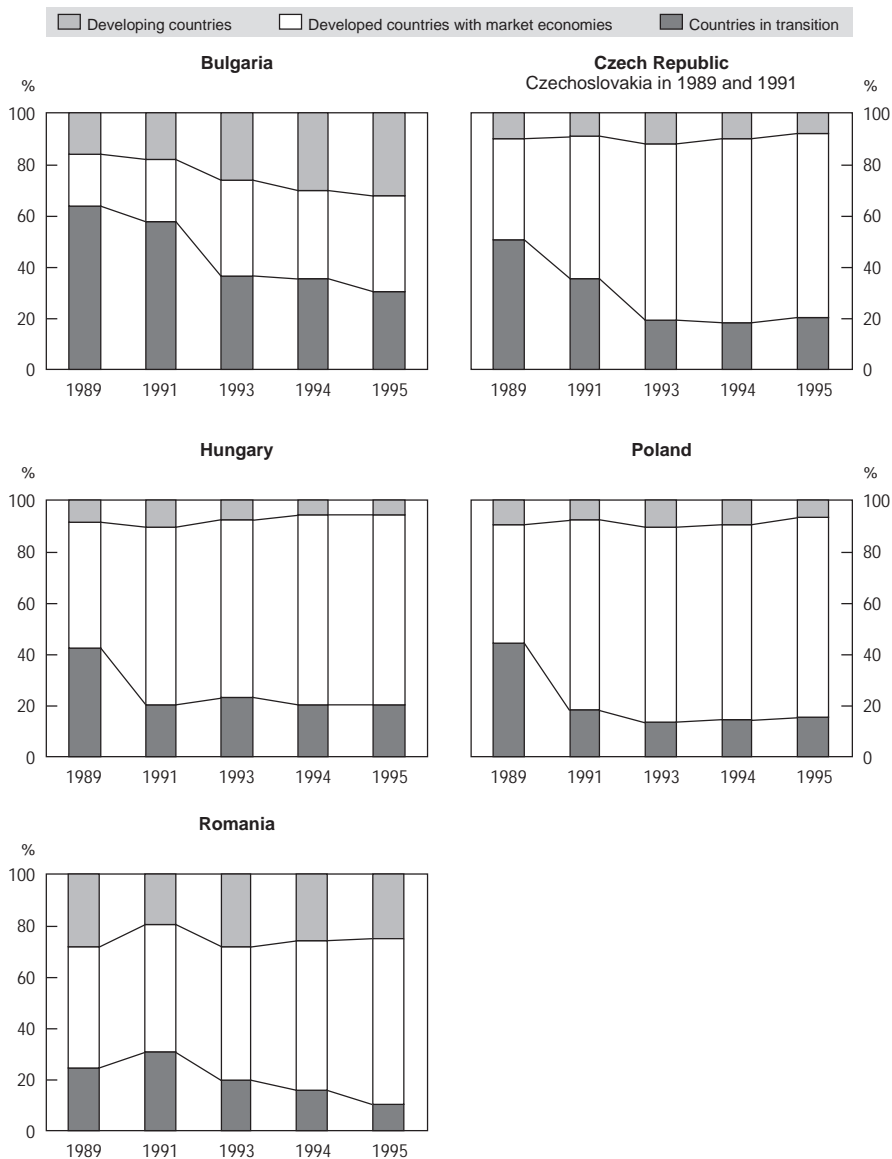 Developing countries Developed countries with market economies Countries in transition
Bulgaria
%
100
80
60
40
20
0
1989 1991 1993 1994 1995
Czech Republic
Czechoslovakia in 1989 and 1991
%
100
80
60
40
20
0
1989 1991 1993 1994 1995
Hungary
%
100
80
60
40
20
0
1989 1991 1993 1994 1995
Poland
%
100
80
60
40
20
0
1989 1991 1993 1994 1995
Romania
%
100
80
60
40
20
0
1989 1991 1993 1994 1995